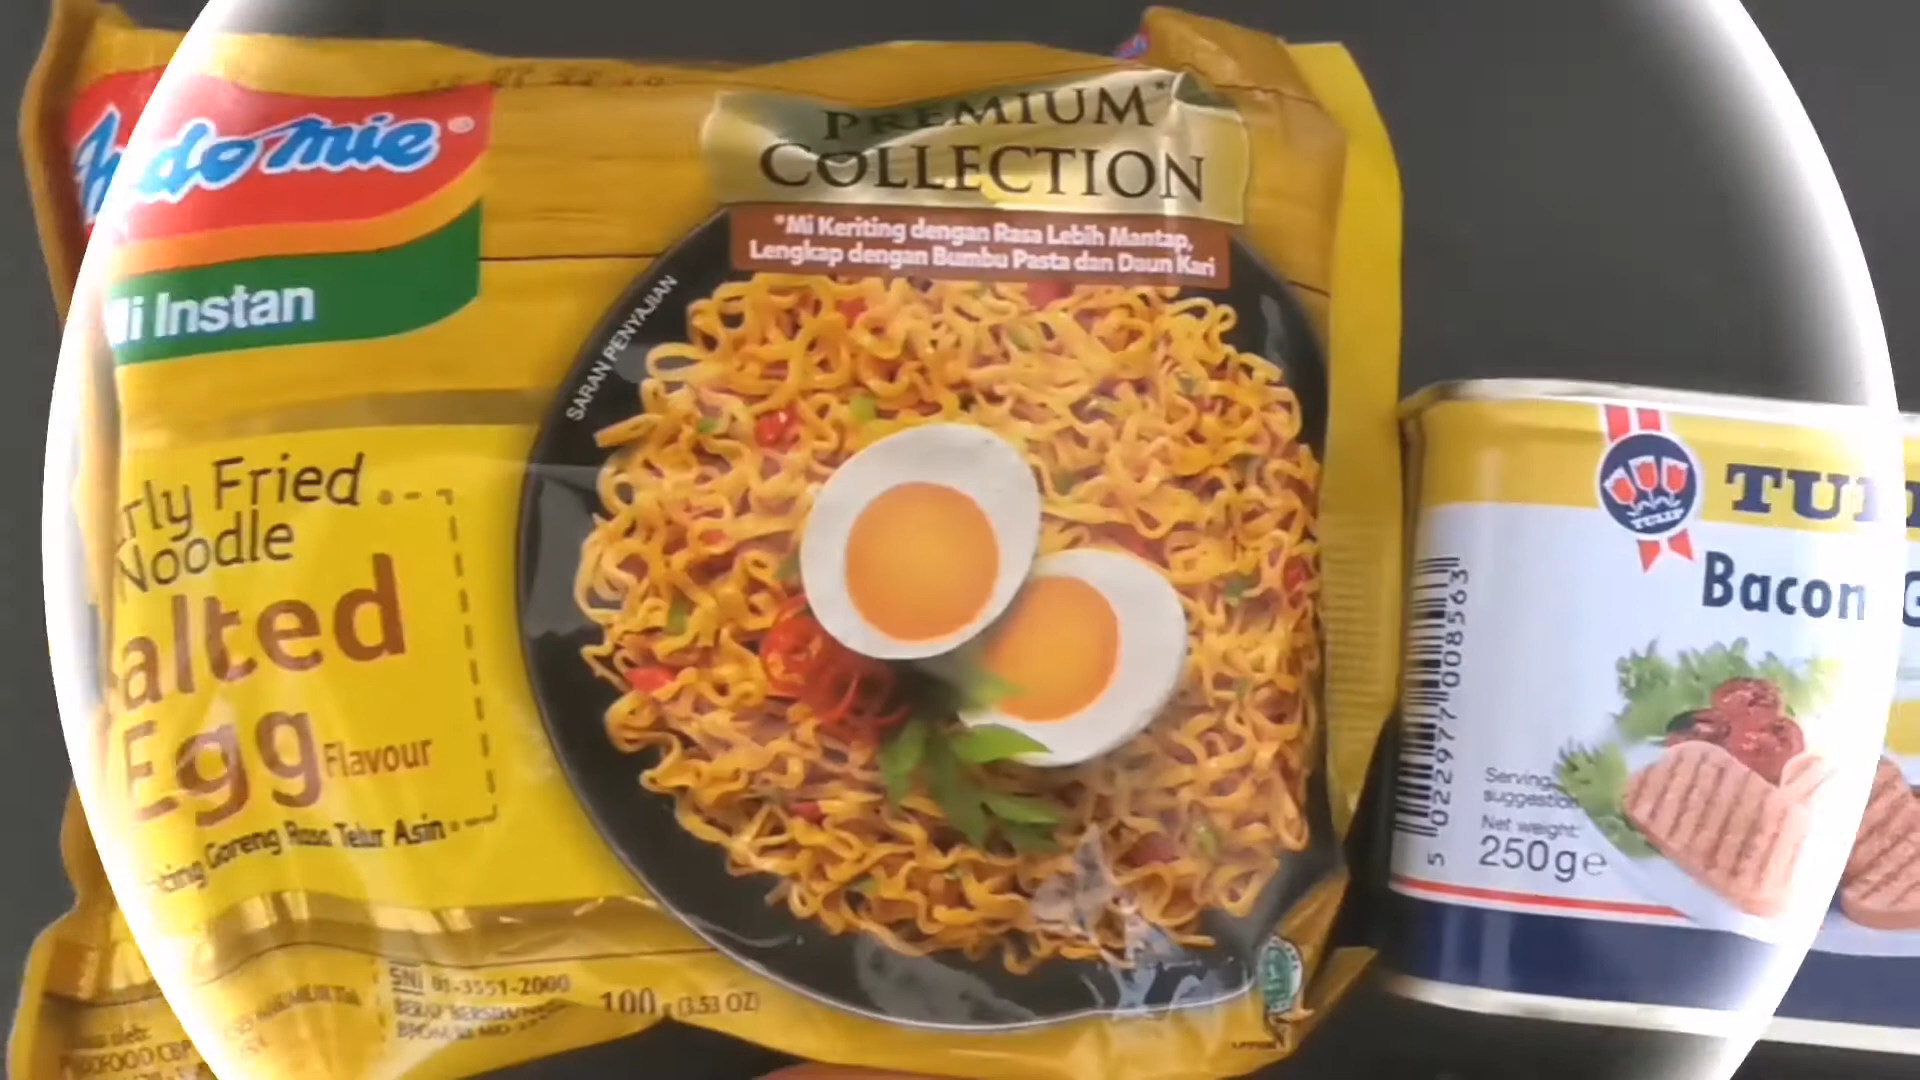 Indomie®
Mi Instan
PREMIUM*
COLLECTION
*Mi Keriting dengan Rasa Lebih Mantap,
Lengkap dengan Bumbu Pasta dan Daun Kari
SARAN PENYAJIAN
rly Fried
Noodle
alted
Egg Flavour
Goreng Rasa Telur Asin
SNI 01-3551-2000
100 g (3.53 OZ)
TULIP
Bacon
5 022977 008563
Serving
suggestion
Net weight:
250g e